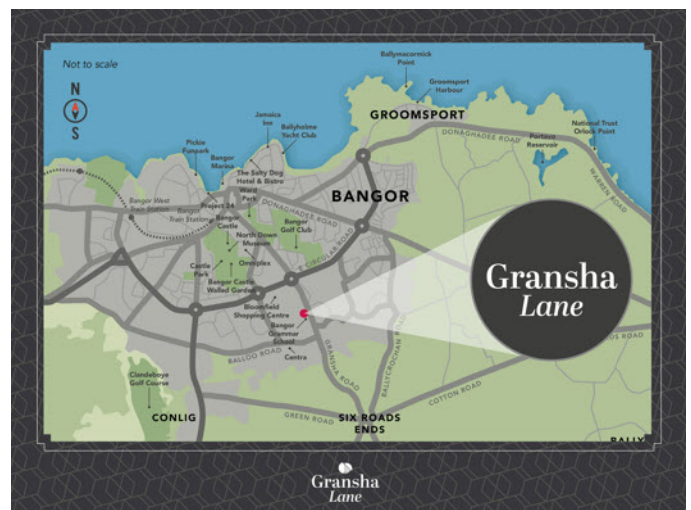 Not to scale
N
S
Ballymacormick
Point
Groomsport
Harbour
GROOMSPORT
DONAGHADEE ROAD
National Trust
Orlock Point
Portavo
Reservoir
WARREN ROAD
Jamaica
Inn
Ballyholme
Yacht Club
Pickie
Funpark
Bangor
Marina
The Salty Dog
Hotel & Bistro
Ward
Park
BANGOR
Bangor West
Train Station
Project 24
Bangor
Train Station
DONAGHADEE ROAD
Bangor
Castle
North Down
Museum
Bangor
Golf Club
Omniplex
Castle
Park
Bangor Castle
Walled Garden
CIRCULAR ROAD
Gransha
Lane
Bloomfield
Shopping Centre
Bangor
Grammar
School
Centra
BALLOO ROAD
GRANSHA ROAD
BALLYCROCHAN
COTTON ROAD
Clandeboye
Golf Course
CONLIG
GREEN ROAD
SIX ROADS
ENDS
Gransha
Lane